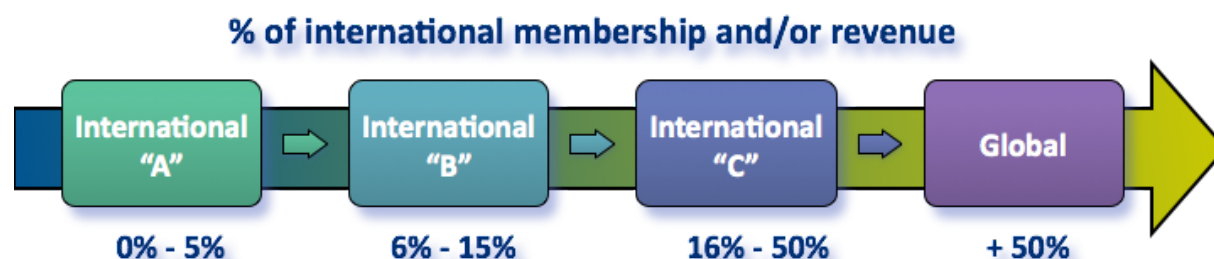 % of international membership and/or revenue
International
“A”
International
“B”
International
“C”
Global
0% - 5%
6% - 15%
16% - 50%
+ 50%